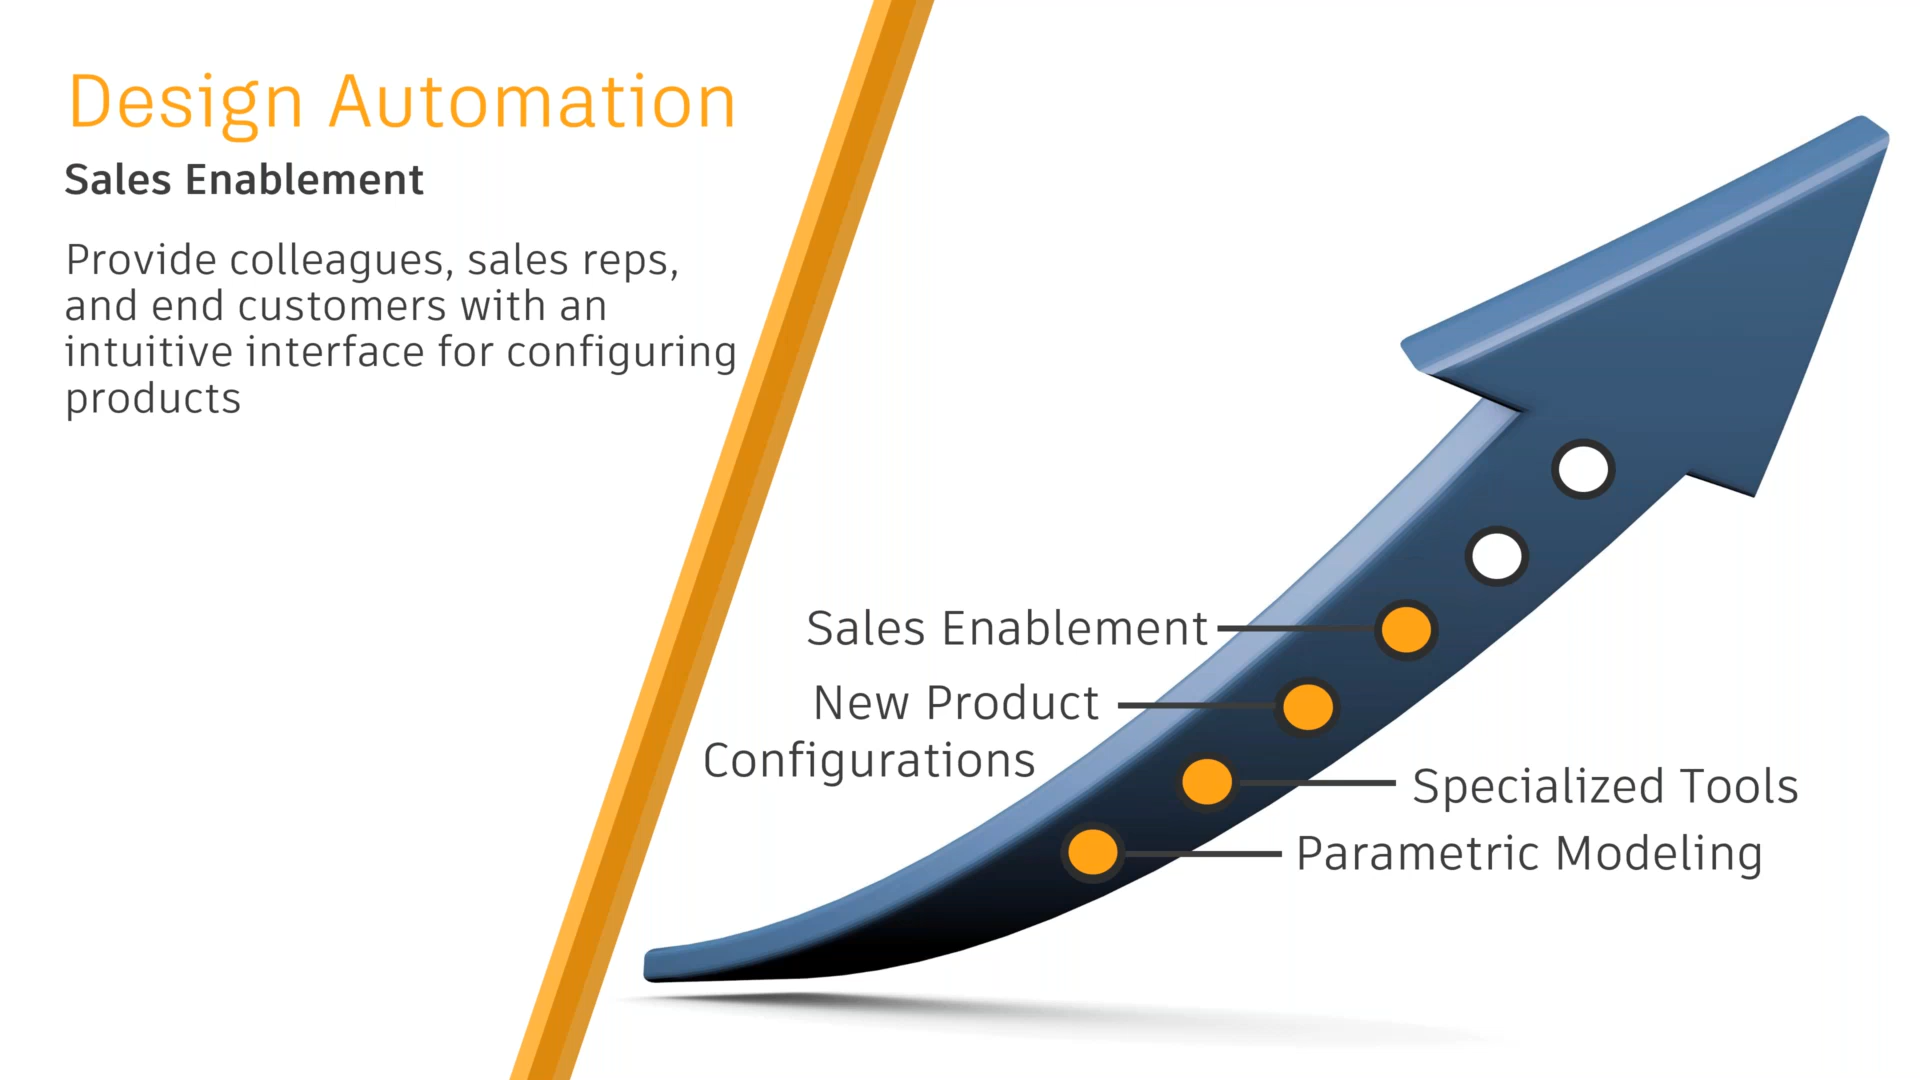 Design Automation
Sales Enablement
Provide colleagues, sales reps,
and end customers with an
intuitive interface for configuring
products
Sales Enablement
New Product
Configurations
Specialized Tools
Parametric Modeling